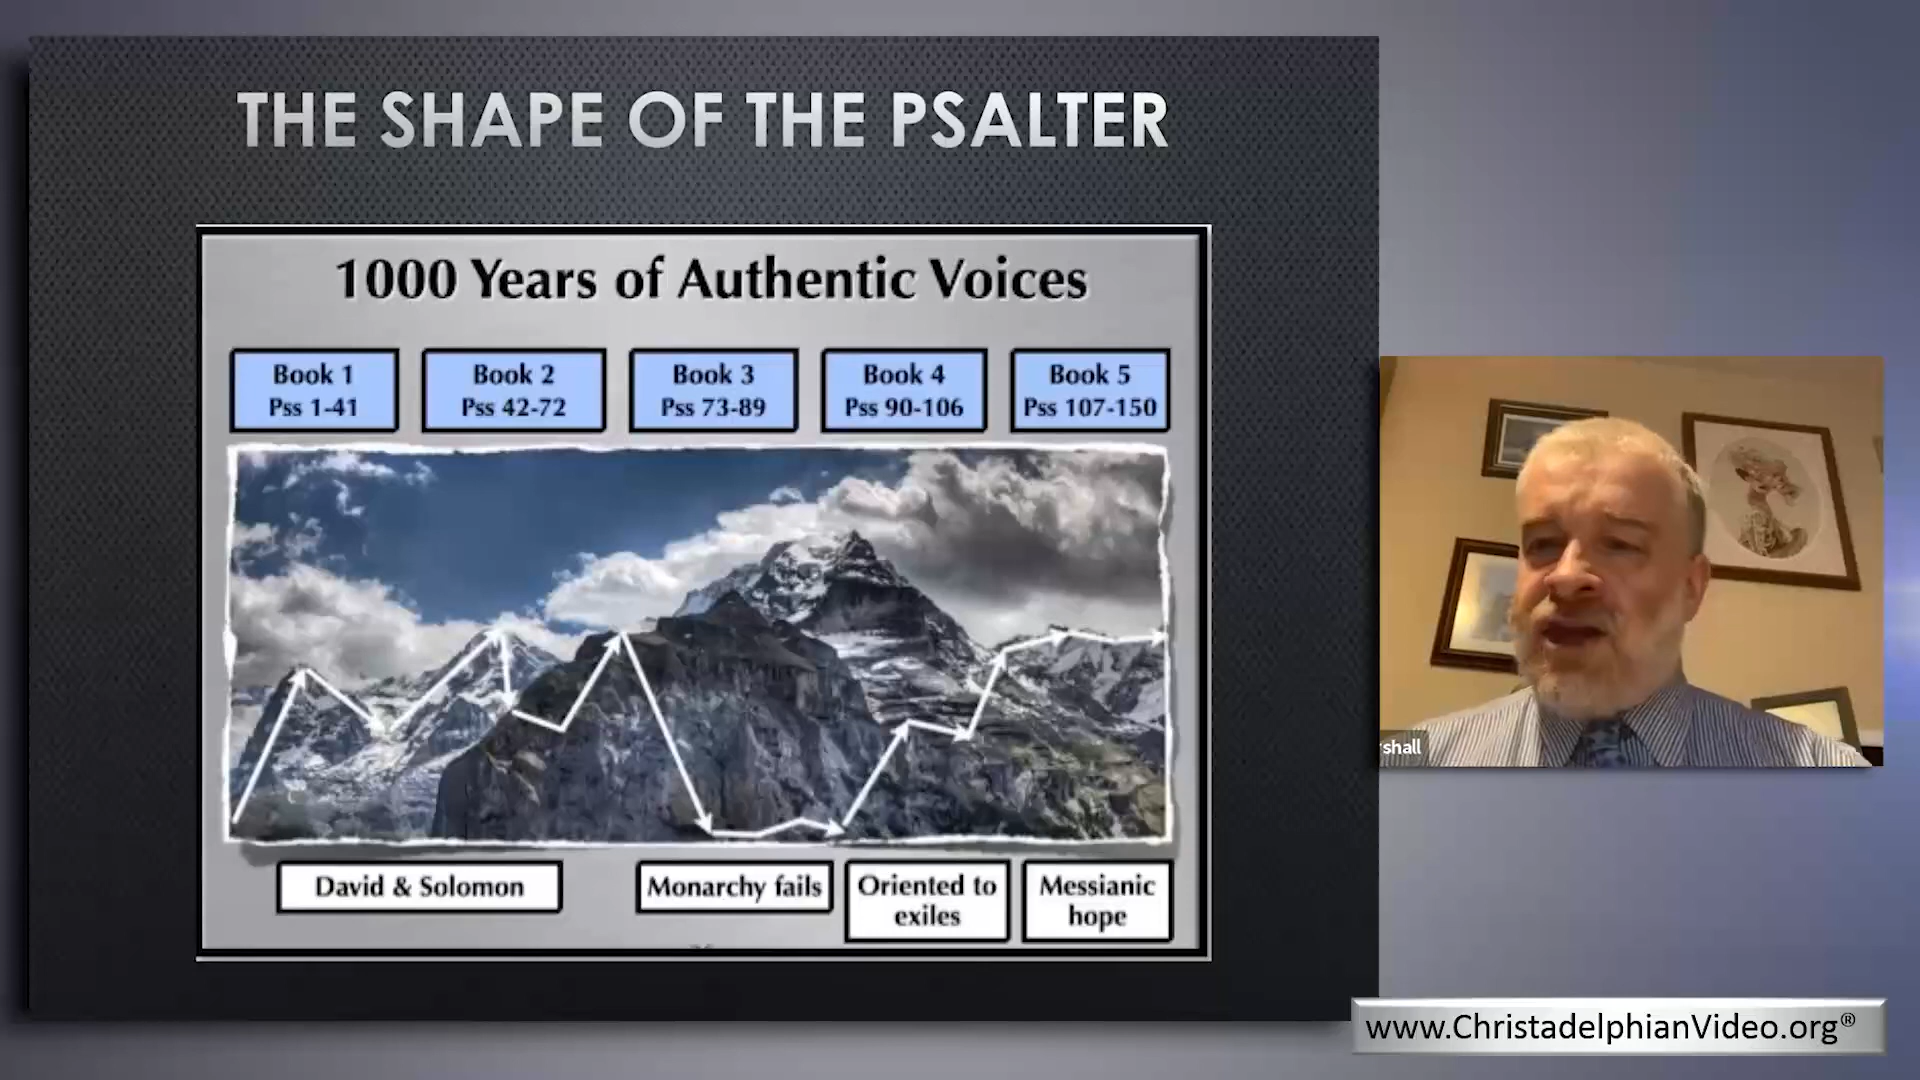 THE SHAPE OF THE PSALTER
1000 Years of Authentic Voices
Book 1
Pss 1-41
Book 2
Pss 42-72
Book 3
Pss 73-89
Book 4
Pss 90-106
Book 5
Pss 107-150
David & Solomon
Monarchy fails
Oriented to
exiles
Messianic
hope
shall
www.ChristadelphianVideo.org®